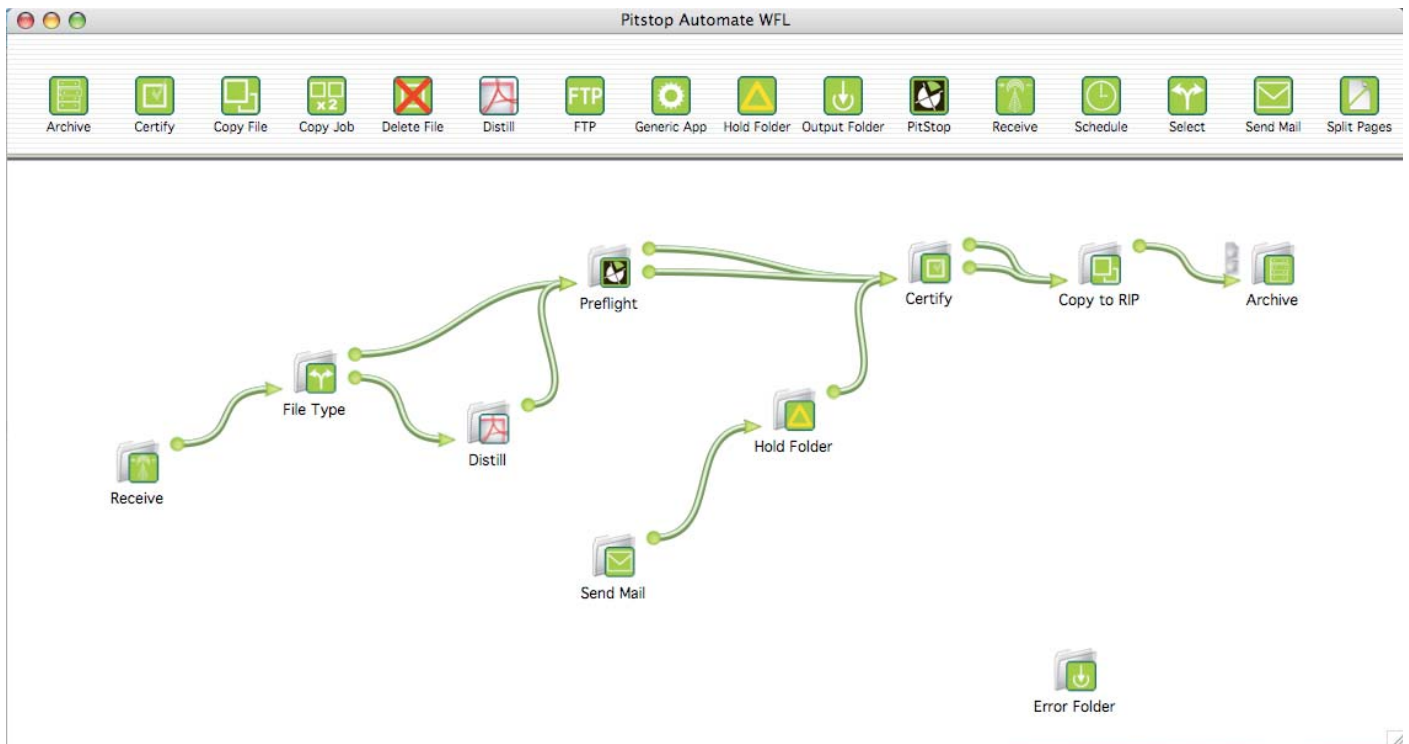 Pitstop Automate WFL
x2
FTP
Archive Certify Copy File Copy Job Delete File Distill FTP Generic App Hold Folder Output Folder PitStop Receive Schedule Select Send Mail Split Pages
Preflight
Certify
Copy to RIP
Archive
File Type
Distill
Hold Folder
Receive
Send Mail
Error Folder